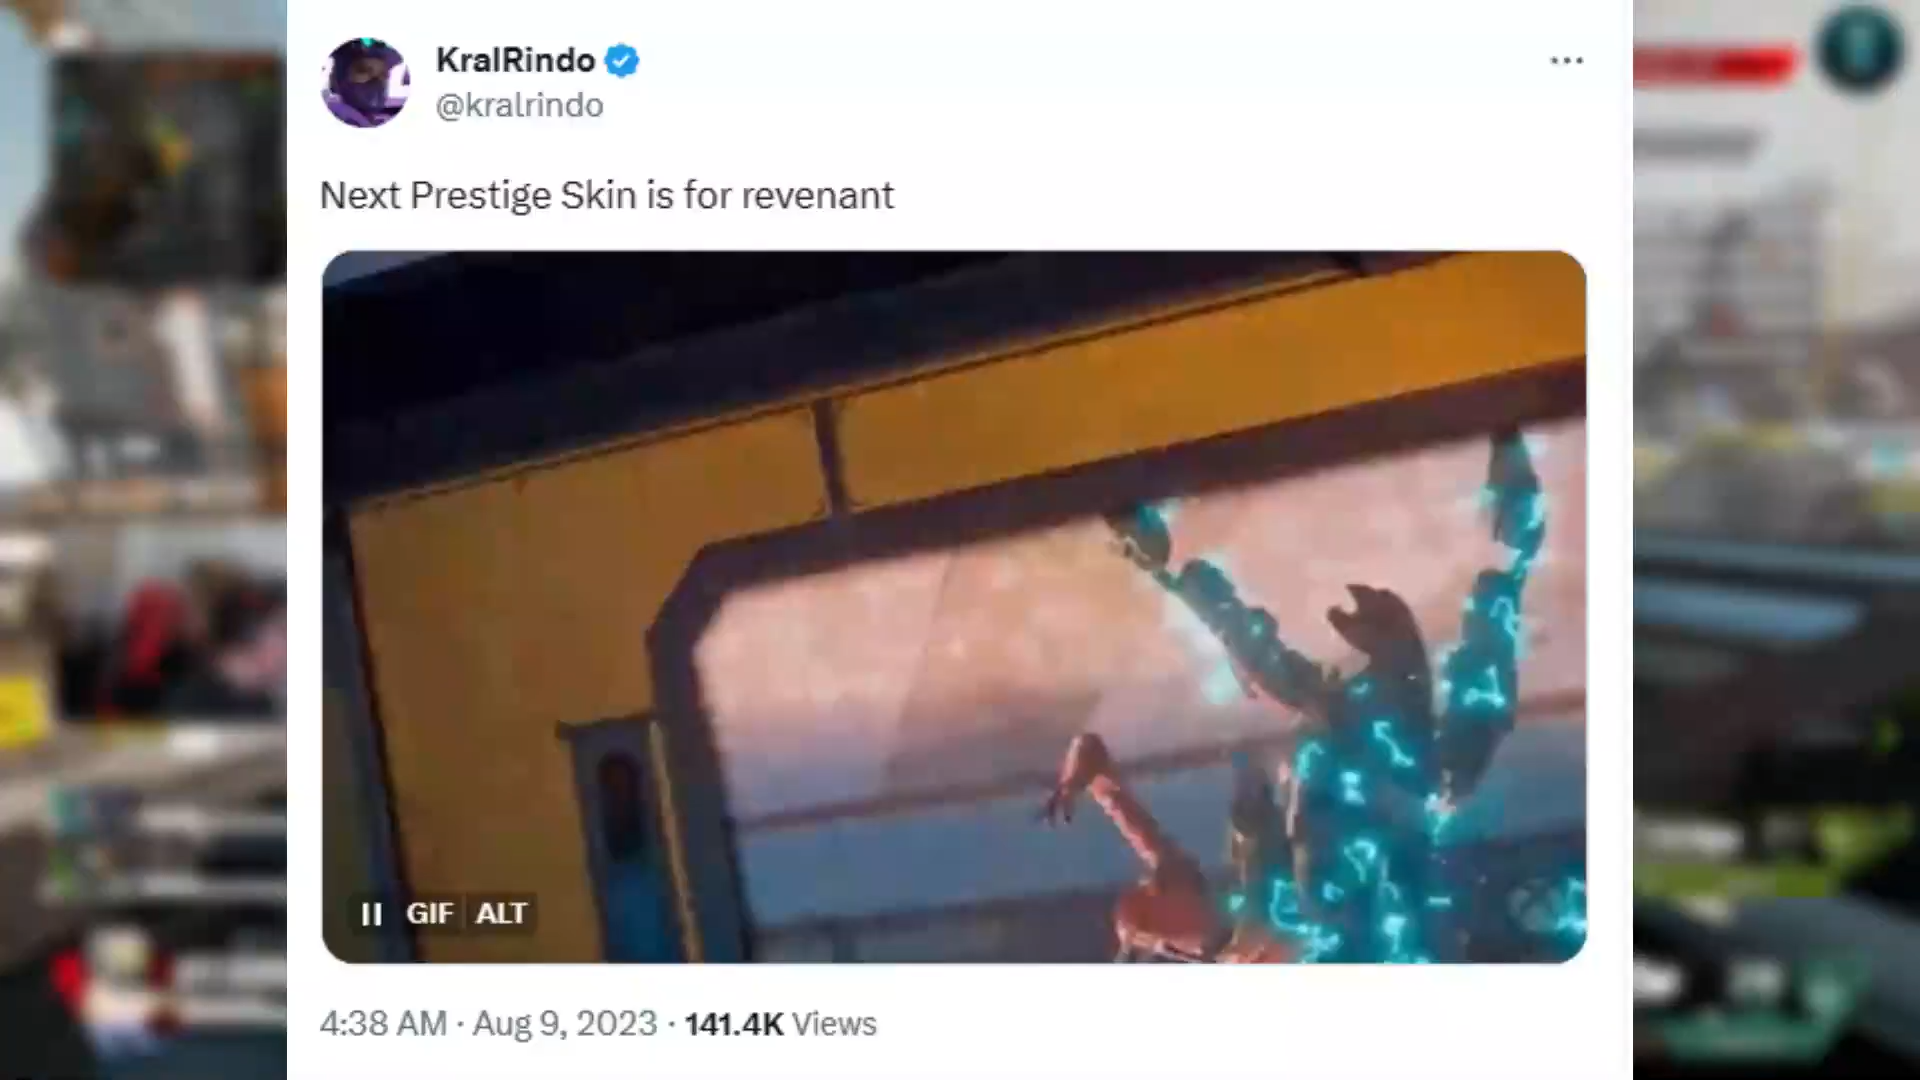 KralRindo
@kralrindo
Next Prestige Skin is for revenant
GIF ALT
4:38 AM · Aug 9, 2023 · 141.4K Views